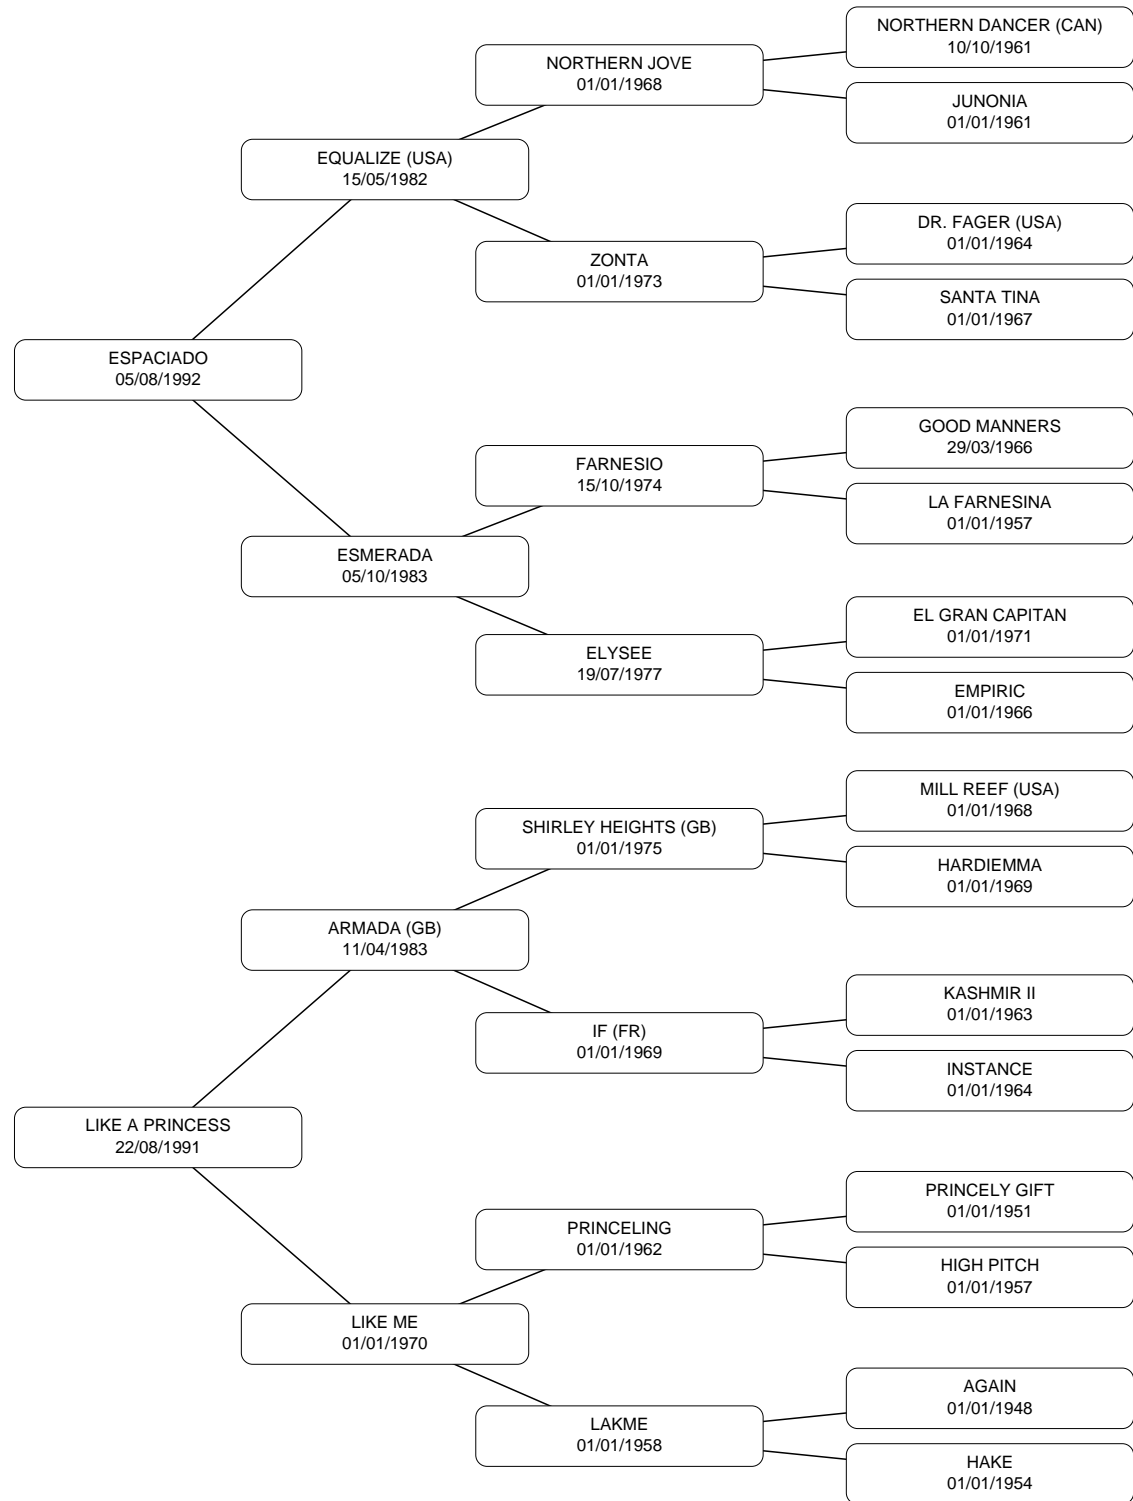 NORTHERN DANCER (CAN)
10/10/1961
NORTHERN JOVE
01/01/1968
JUNONIA
01/01/1961
EQUALIZE (USA)
15/05/1982
DR. FAGER (USA)
01/01/1964
ZONTA
01/01/1973
SANTA TINA
01/01/1967
ESPACIADO
05/08/1992
GOOD MANNERS
29/03/1966
FARNESIO
15/10/1974
LA FARNESINA
01/01/1957
ESMERADA
05/10/1983
EL GRAN CAPITAN
01/01/1971
ELYSEE
19/07/1977
EMPIRIC
01/01/1966
MILL REEF (USA)
01/01/1968
SHIRLEY HEIGHTS (GB)
01/01/1975
HARDIEMMA
01/01/1969
ARMADA (GB)
11/04/1983
KASHMIR II
01/01/1963
IF (FR)
01/01/1969
INSTANCE
01/01/1964
LIKE A PRINCESS
22/08/1991
PRINCELY GIFT
01/01/1951
PRINCELING
01/01/1962
HIGH PITCH
01/01/1957
LIKE ME
01/01/1970
AGAIN
01/01/1948
LAKME
01/01/1958
HAKE
01/01/1954